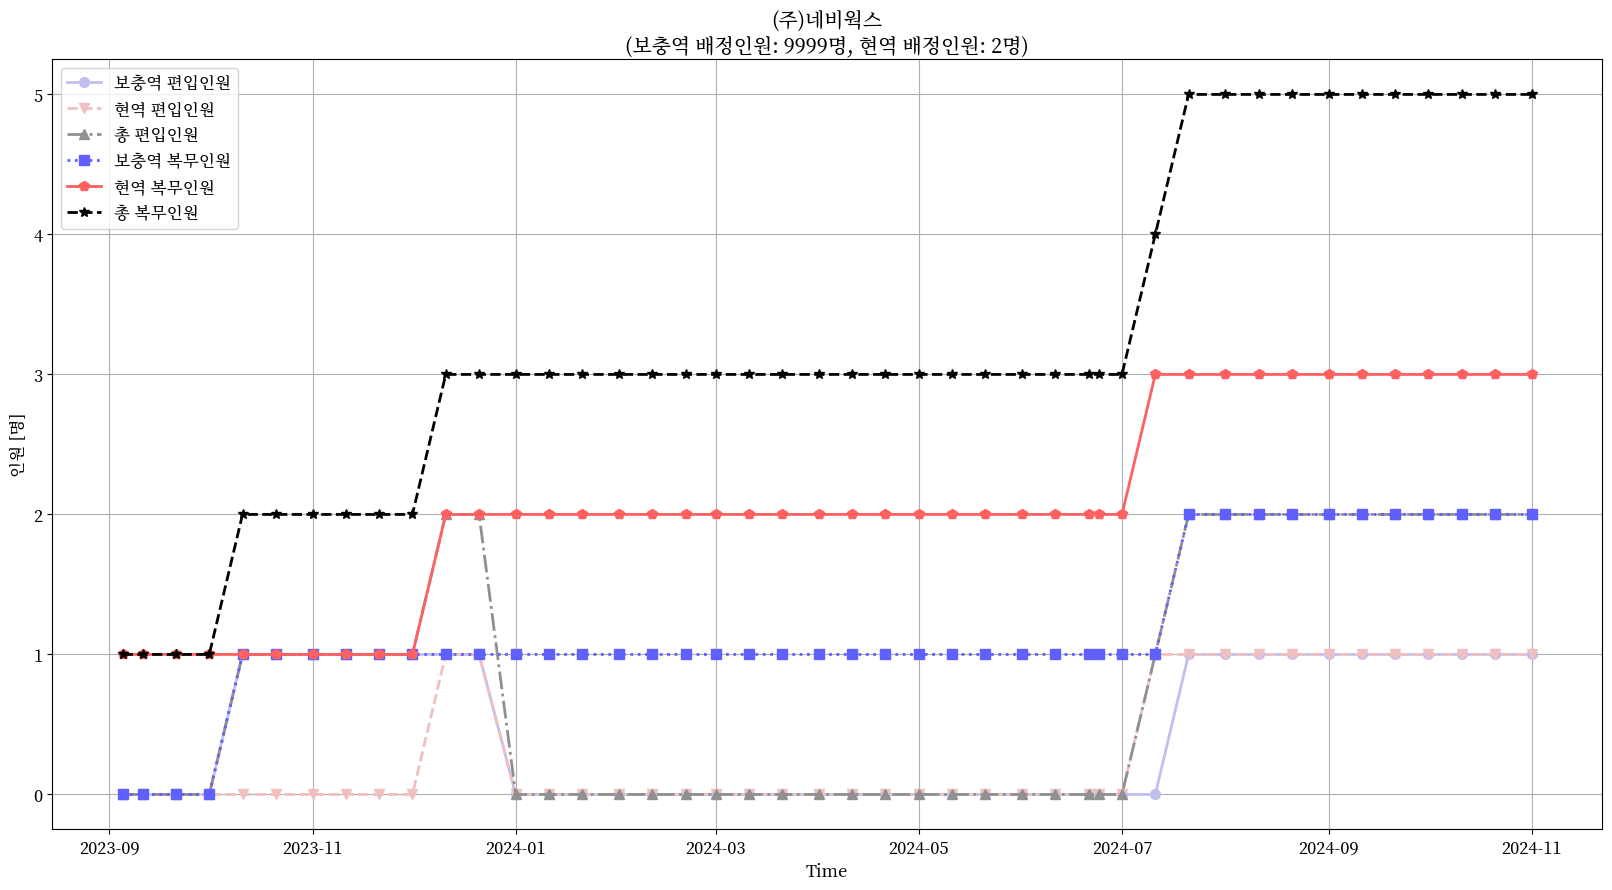 (주)네비웍스
(보충역 배정인원: 9999명, 현역 배정인원: 2명)
보충역 편입인원
현역 편입인원
총 편입인원
보충역 복무인원
현역 복무인원
총 복무인원
인원 [명]
5
4
3
2
1
0
2023-09
2023-11
2024-01
2024-03
2024-05
2024-07
2024-09
2024-11
Time